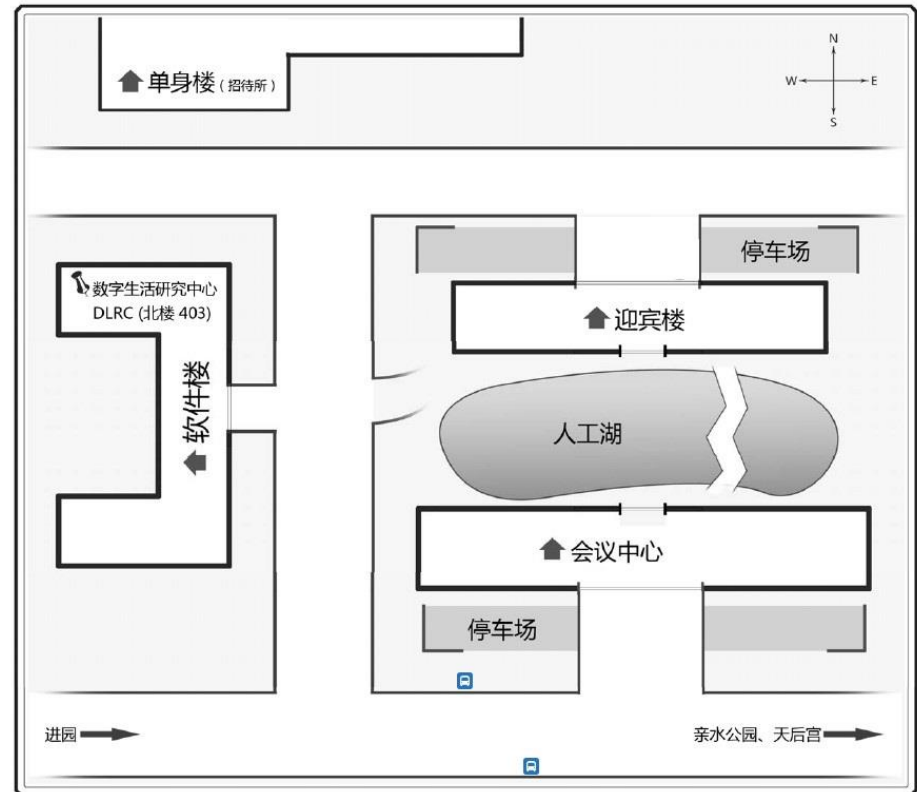 N
W
E
S
单身楼 (招待所)
停车场
数字生活研究中心
DLRC (北楼 403)
迎宾楼
软件楼
人工湖
会议中心
停车场
进园
亲水公园、天后宫